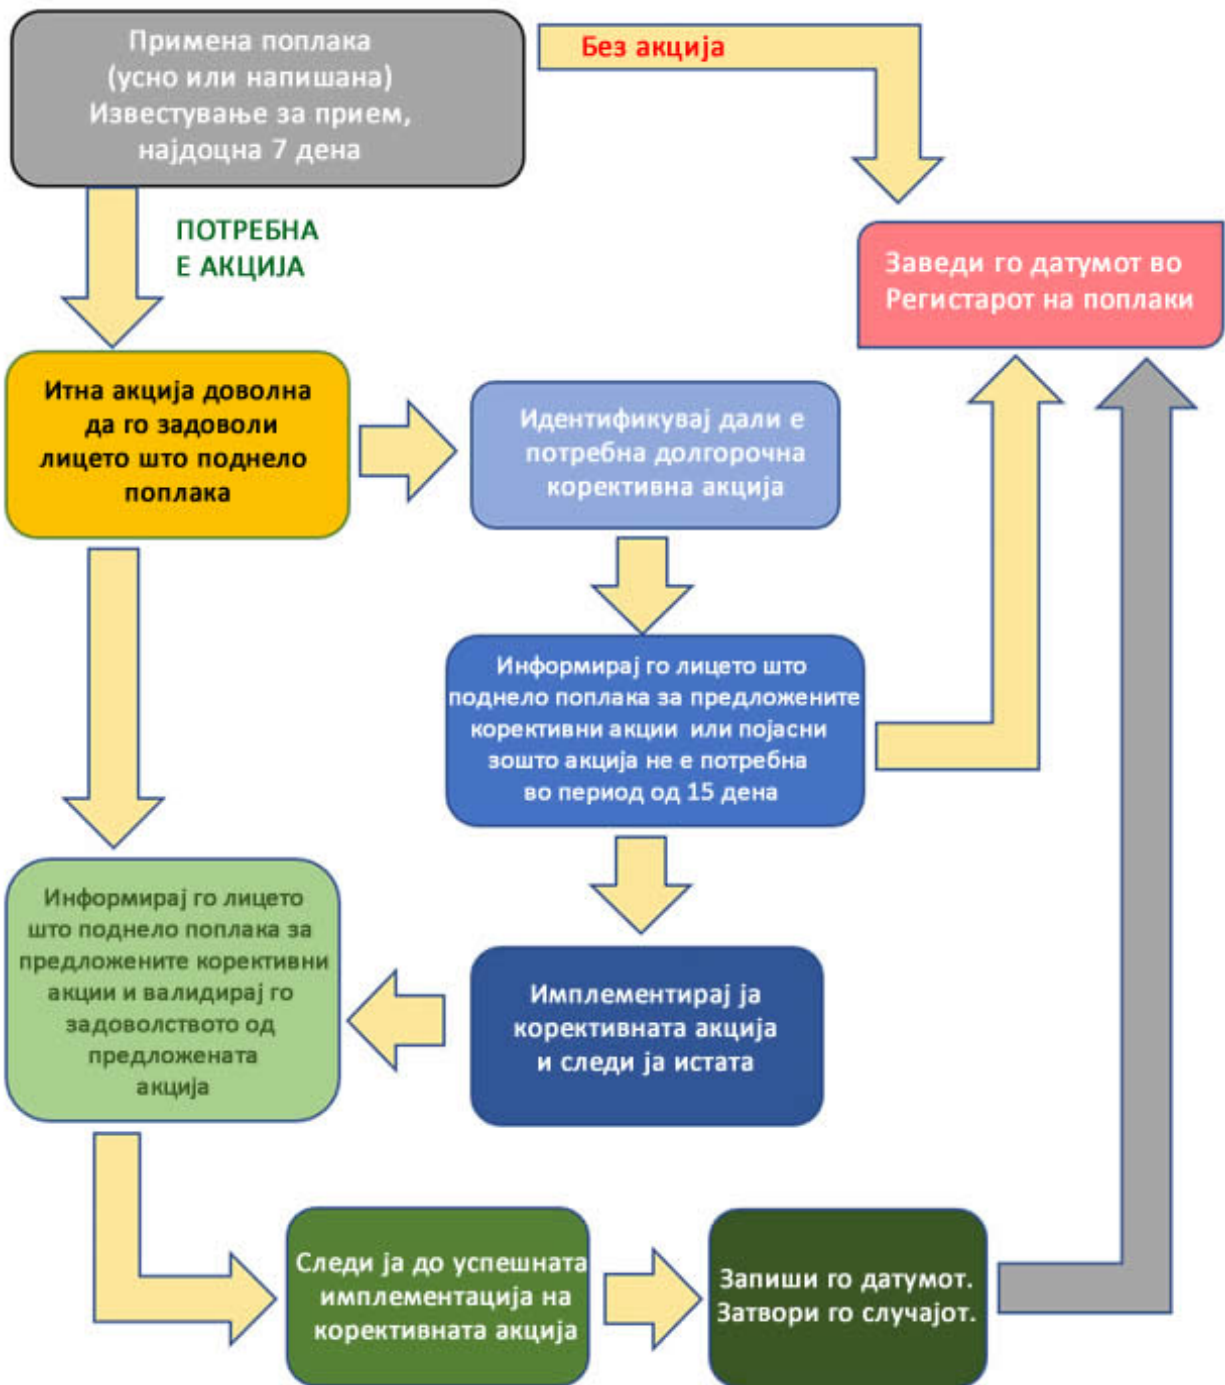 Примена поплака
(усно или напишана)
Известување за прием,
најдоцна 7 дена
Без акција
ПОТРЕБНА
Е АКЦИЈА
Заведи го датумот во
Регистарот на поплаки
Итна акција доволна
да го задоволи
лицето што поднело
поплака
Идентификувај дали е
потребна долгорочна
корективна акција
Информирај го лицето што
поднело поплака за предложените
корективни акции или појасни
зошто акција не е потребна
во период од 15 дена
Информирај го лицето
што поднело поплака за
предложените корективни
акции и валидирај го
задоволството од
предложената
акција
Имплементирај ја
корективната акција
и следи ја истата
Следи ја до успешната
имплементација на
корективната акција
Запиши го датумот.
Затвори го случајот.